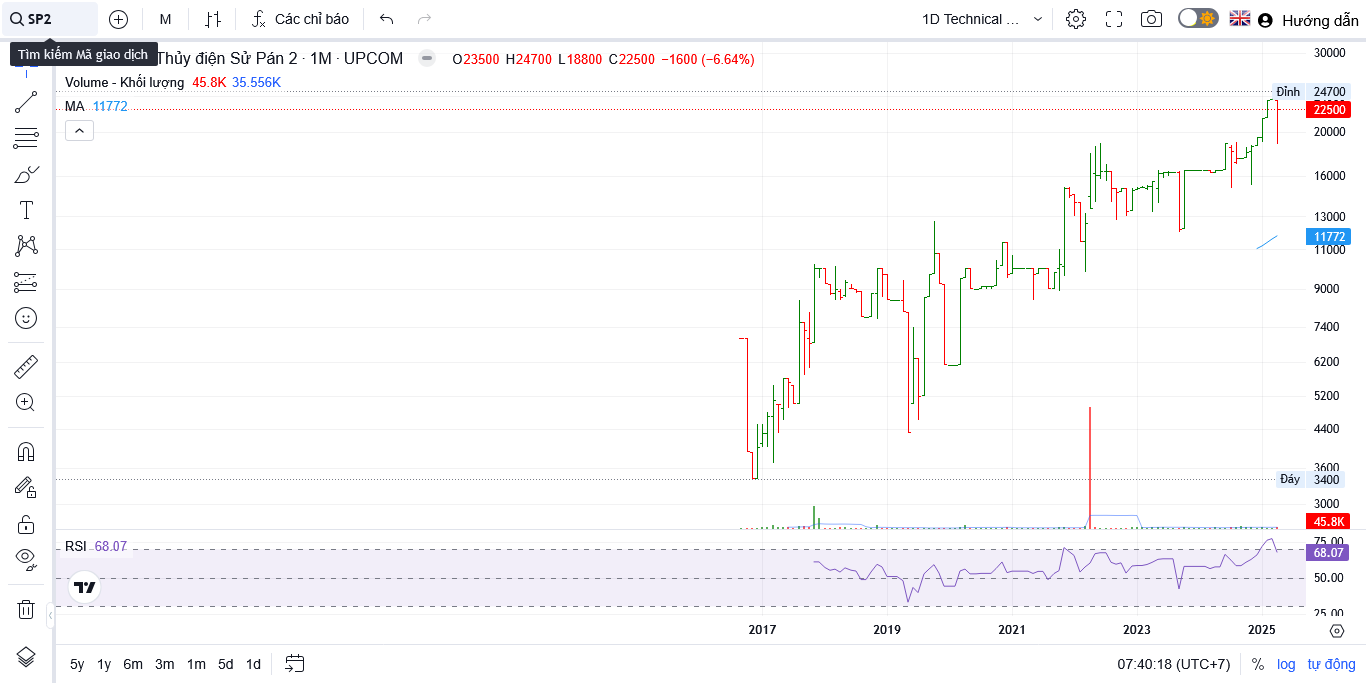 SP2 M Các chỉ báo 1D Technical ... Hướng dẫn
Tìm kiếm Mã giao dịch
Thủy điện Sử Pán 2 · 1M · UPCOM O23500 H24700 L18800 C22500 −1600 (−6.64%)
Volume - Khối lượng 45.8K 35.556K
MA 11772
30000
Đỉnh 24700
22500
20000
16000
13000
11772
11000
9000
7400
6200
5200
4400
3600
Đáy 3400
3000
45.8K
RSI 68.07
75.00
68.07
50.00
25.00
2017 2019 2021 2023 2025
5y 1y 6m 3m 1m 5d 1d 07:40:18 (UTC+7) % log tự động